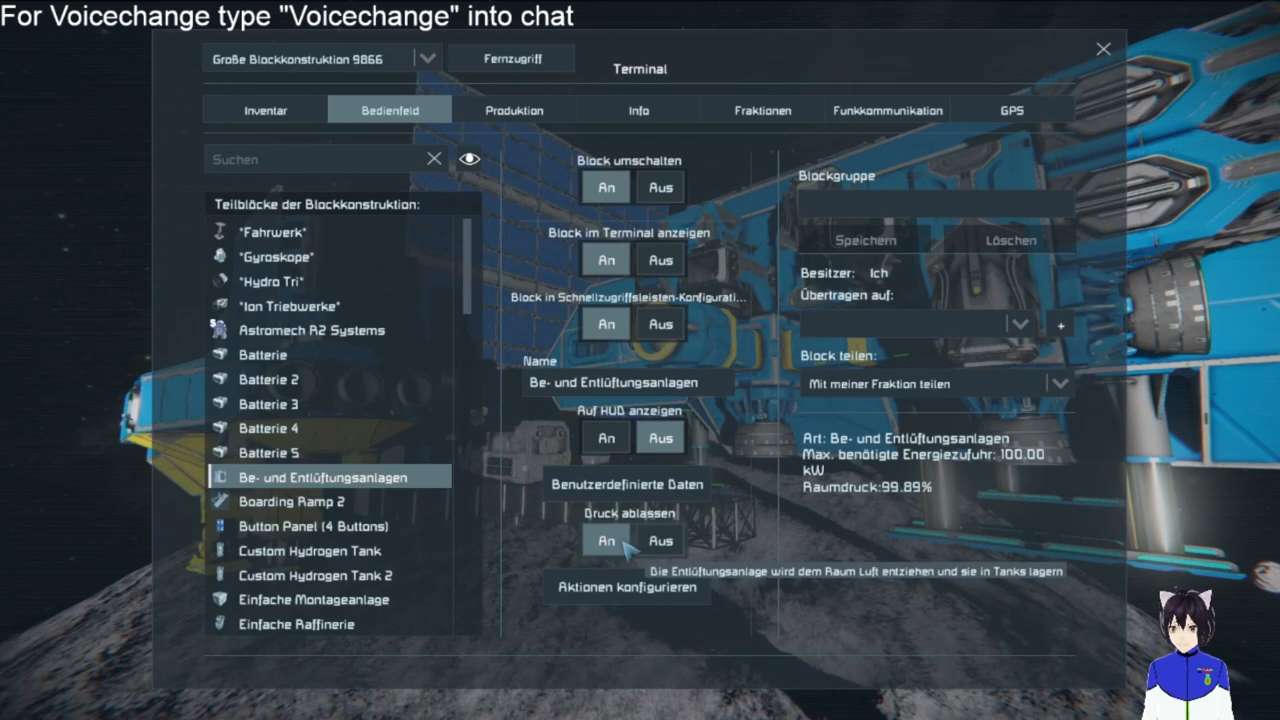 For Voicechange type "Voicechange" into chat
Große Blockkonstruktion 9866
Fernzugriff
Terminal
Inventar
Bedienfeld
Produktion
Info
Fraktionen
Funkkommunikation
GPS
Suchen
Teilblöcke der Blockkonstruktion:
*Fahrwerk*
*Gyroskope*
*Hydro Tri*
*Ion Triebwerke*
Astromech R2 Systems
Batterie
Batterie 2
Batterie 3
Batterie 4
Batterie 5
Be- und Entlüftungsanlagen
Boarding Ramp 2
Button Panel (4 Buttons)
Custom Hydrogen Tank
Custom Hydrogen Tank 2
Einfache Montageanlage
Einfache Raffinerie
Block umschalten
An Aus
Block im Terminal anzeigen
An Aus
Block in Schnellzugriffsleisten-Konfigurati...
An Aus
Name
Be- und Entlüftungsanlagen
Auf HUD anzeigen
An Aus
Benutzerdefinierte Daten
Druck ablassen
An Aus
Die Entlüftungsanlage wird dem Raum Luft entziehen und sie in Tanks lagern
Aktionen konfigurieren
Blockgruppe
Speichern
Löschen
Besitzer: Ich
Übertragen auf:
+
Block teilen:
Mit meiner Fraktion teilen
Art: Be- und Entlüftungsanlagen
Max. benötigte Energiezufuhr: 100.00
kW
Raumdruck:99.89%